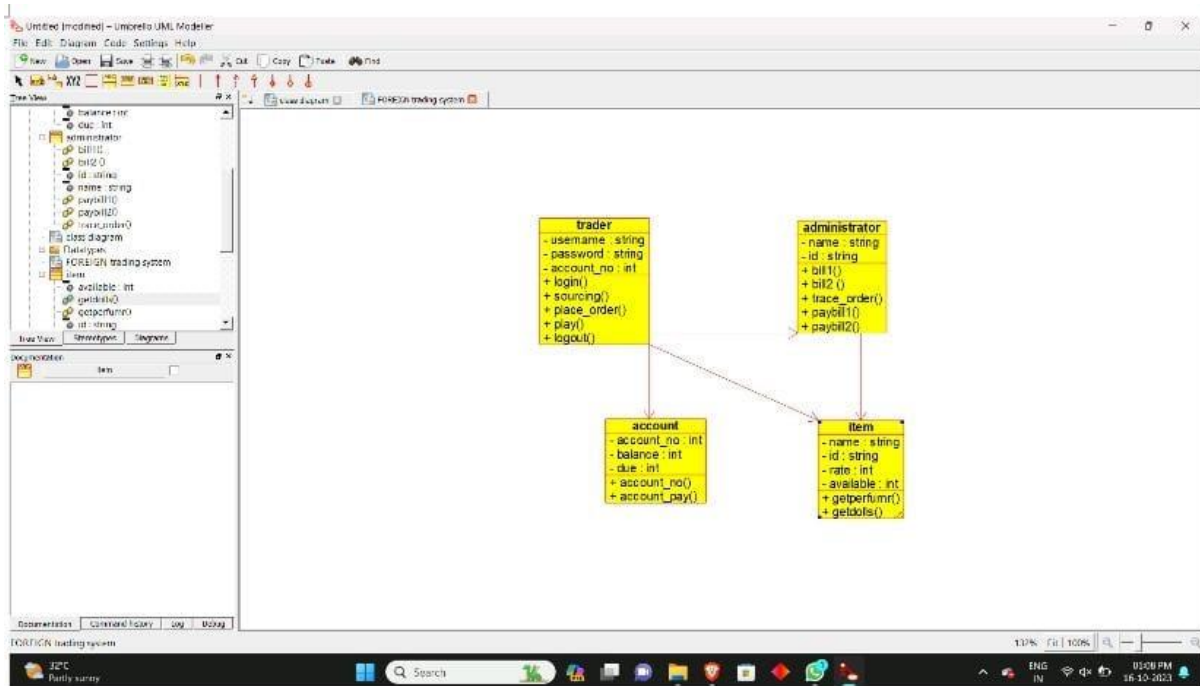 Untitled [modified] – Umbrello UML Modeller
File Edit Diagram Code Settings Help
New Open Save Cut Copy Paste Find
XYZ
Tree View
class diagram FOREIGN trading system
balance : int
due : int
administrator
bill1()
bill2 ()
id : string
name : string
paybill1()
paybill2()
trace_order()
class diagram
Datatypes
FOREIGN trading system
item
available : int
getdolls()
getperfumr()
id : string
Tree View Stereotypes Diagrams
Documentation
item
trader
- username : string
- password : string
- account_no : int
+ login()
+ sourcing()
+ place_order()
+ play()
+ logout()
administrator
- name : string
- id : string
+ bill1()
+ bill2 ()
+ trace_order()
+ paybill1()
+ paybill2()
account
- account_no : int
- balance : int
- due : int
+ account_no()
+ account_pay()
item
- name : string
- id : string
- rate : int
- available : int
+ getperfumr()
+ getdolls()
Documentation Command history Log Debug
FOREIGN trading system
132% Fit 100%
32°C
Partly sunny
Search
ENG
IN
01:08 PM
16-10-2023